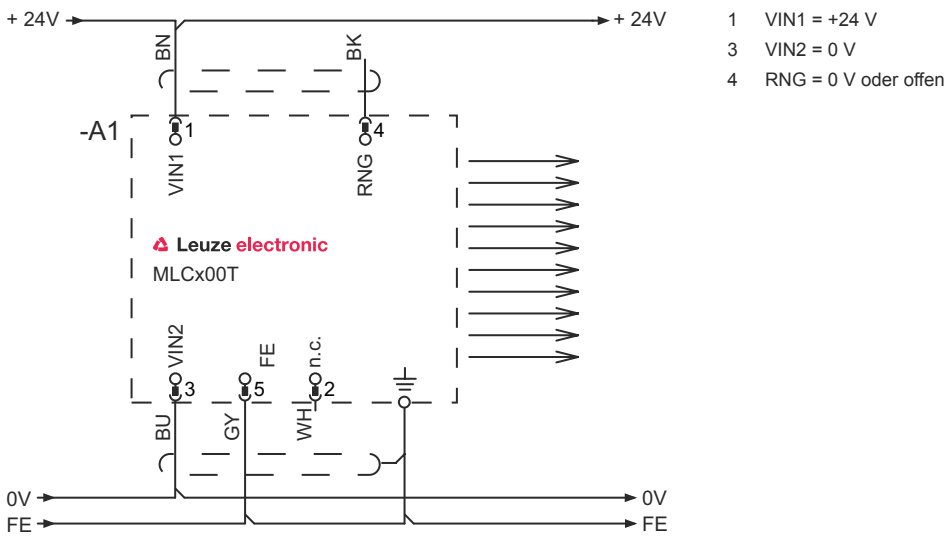 + 24V
+ 24V
BN
BK
-A1
1
4
VIN1
RNG
Leuze electronic
MLCx00T
VIN2
FE
n.c.
3
5
2
BU
GY
WH
0V
0V
FE
FE
1 VIN1 = +24 V
3 VIN2 = 0 V
4 RNG = 0 V oder offen